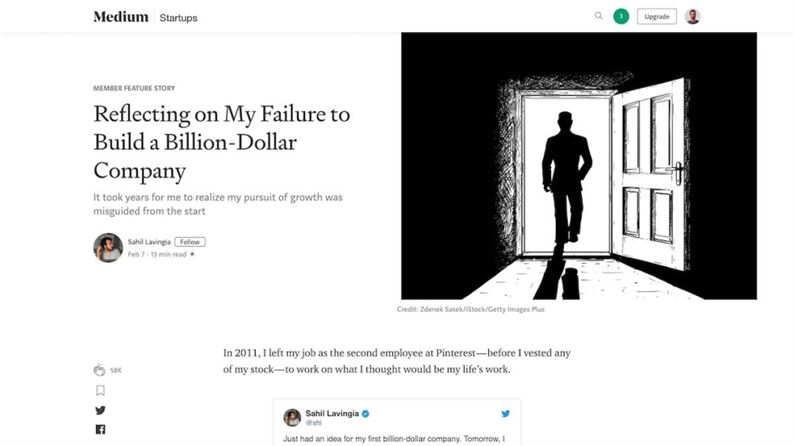 Medium Startups
3
Upgrade
MEMBER FEATURE STORY
Reflecting on My Failure to
Build a Billion-Dollar
Company
It took years for me to realize my pursuit of growth was
misguided from the start
Sahil Lavingia Follow
Feb 7 · 13 min read ★
Credit: Zdenek Sasek/iStock/Getty Images Plus
In 2011, I left my job as the second employee at Pinterest—before I vested any
of my stock—to work on what I thought would be my life's work.
58K
Sahil Lavingia
@shl
Just had an idea for my first billion-dollar company. Tomorrow, I